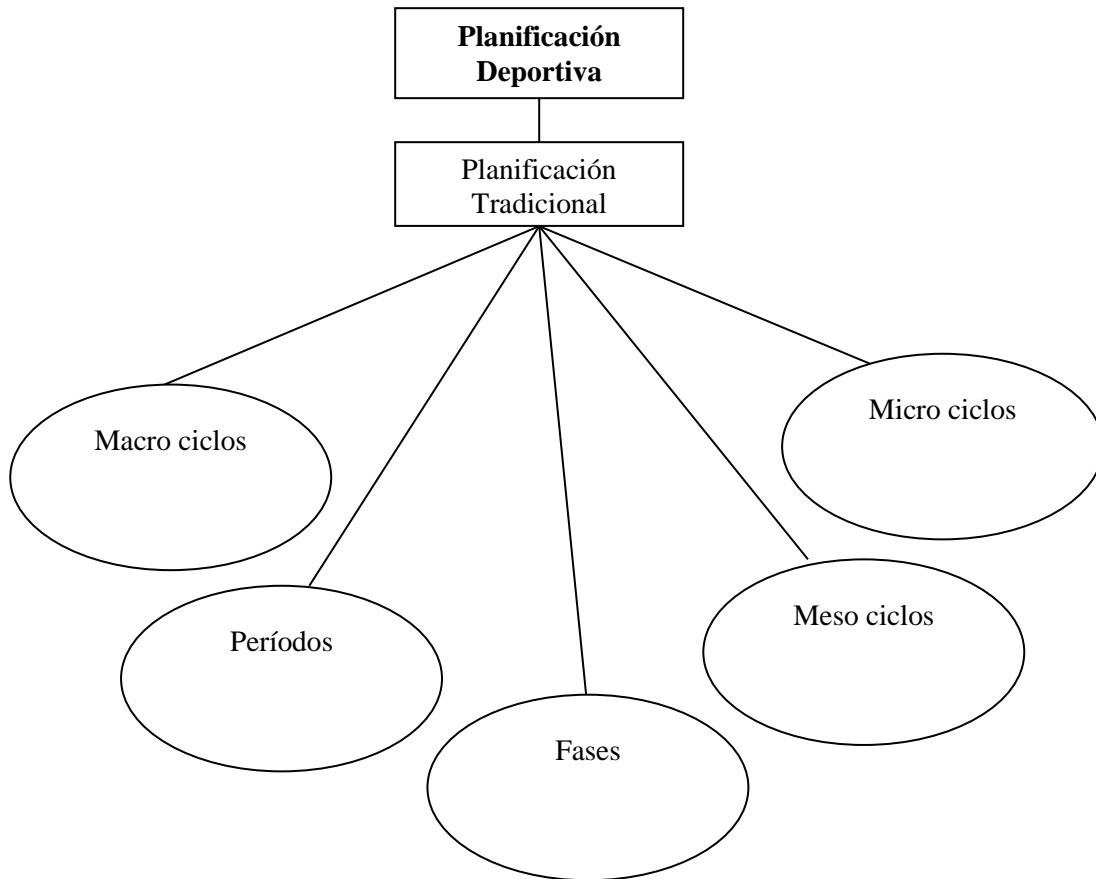 Planificación
Deportiva
Planificación
Tradicional
Macro ciclos
Micro ciclos
Períodos
Meso ciclos
Fases